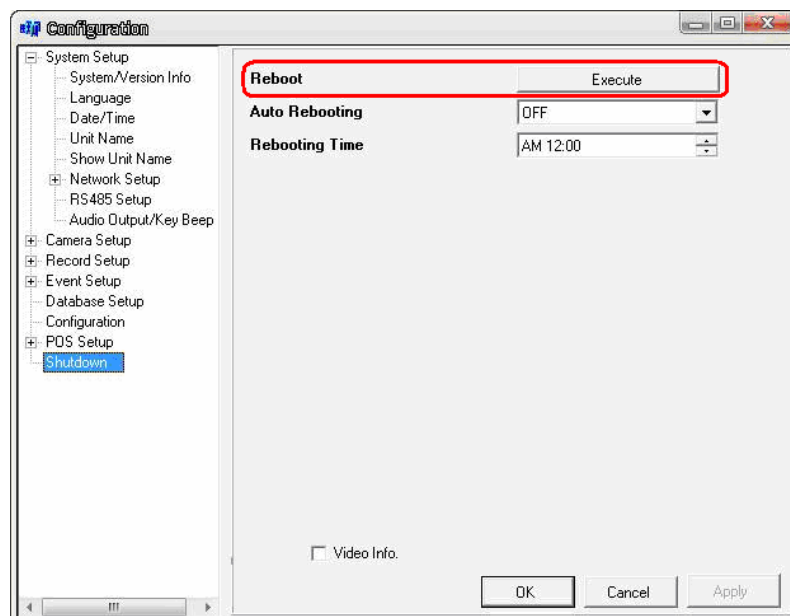 Configuration
System Setup
System/Version Info
Language
Date/Time
Unit Name
Show Unit Name
Network Setup
RS485 Setup
Audio Output/Key Beep
Camera Setup
Record Setup
Event Setup
Database Setup
Configuration
POS Setup
Shutdown
Reboot Execute
Auto Rebooting OFF
Rebooting Time AM 12:00
Video Info.
OK Cancel Apply